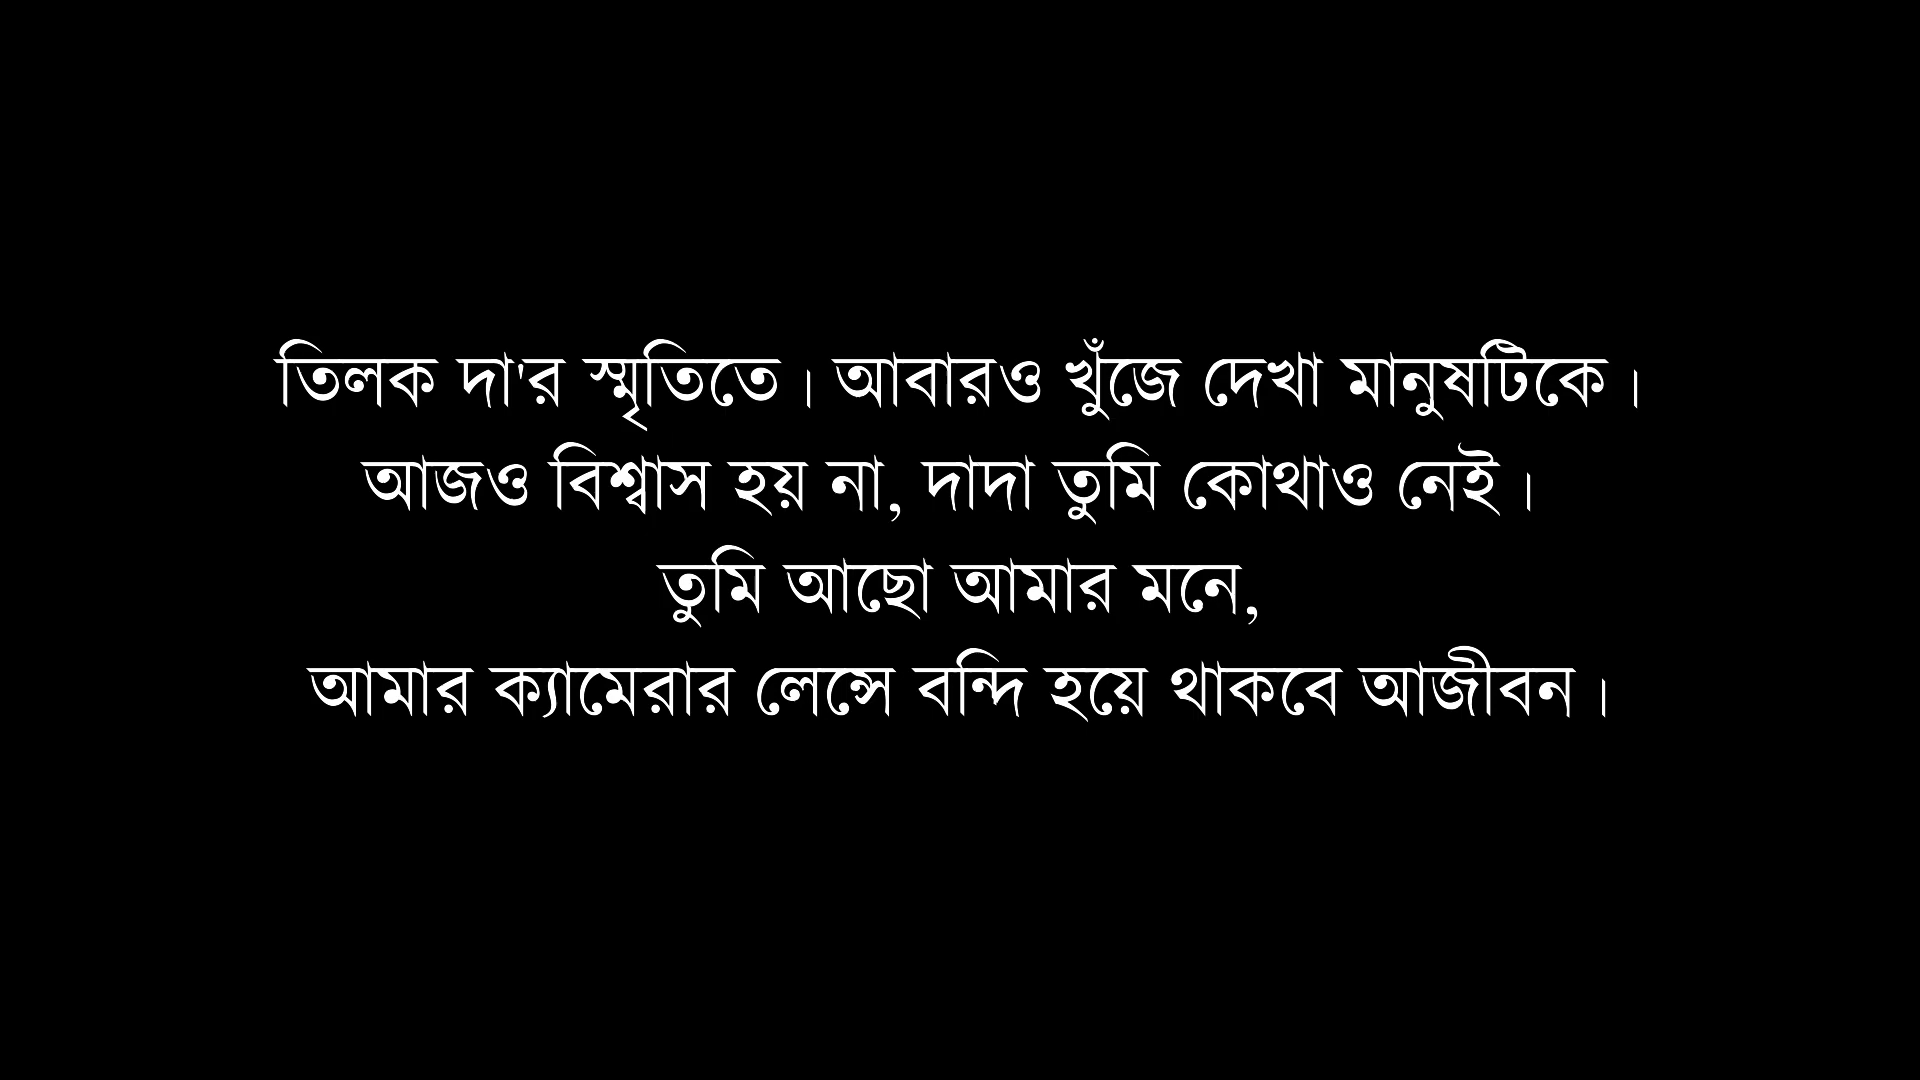 তিলক দা'র স্মৃতিতে। আবারও খুঁজে দেখা মানুষটিকে।
আজও বিশ্বাস হয় না, দাদা তুমি কোথাও নেই।
তুমি আছো আমার মনে,
আমার ক্যামেরার লেন্সে বন্দি হয়ে থাকবে আজীবন।